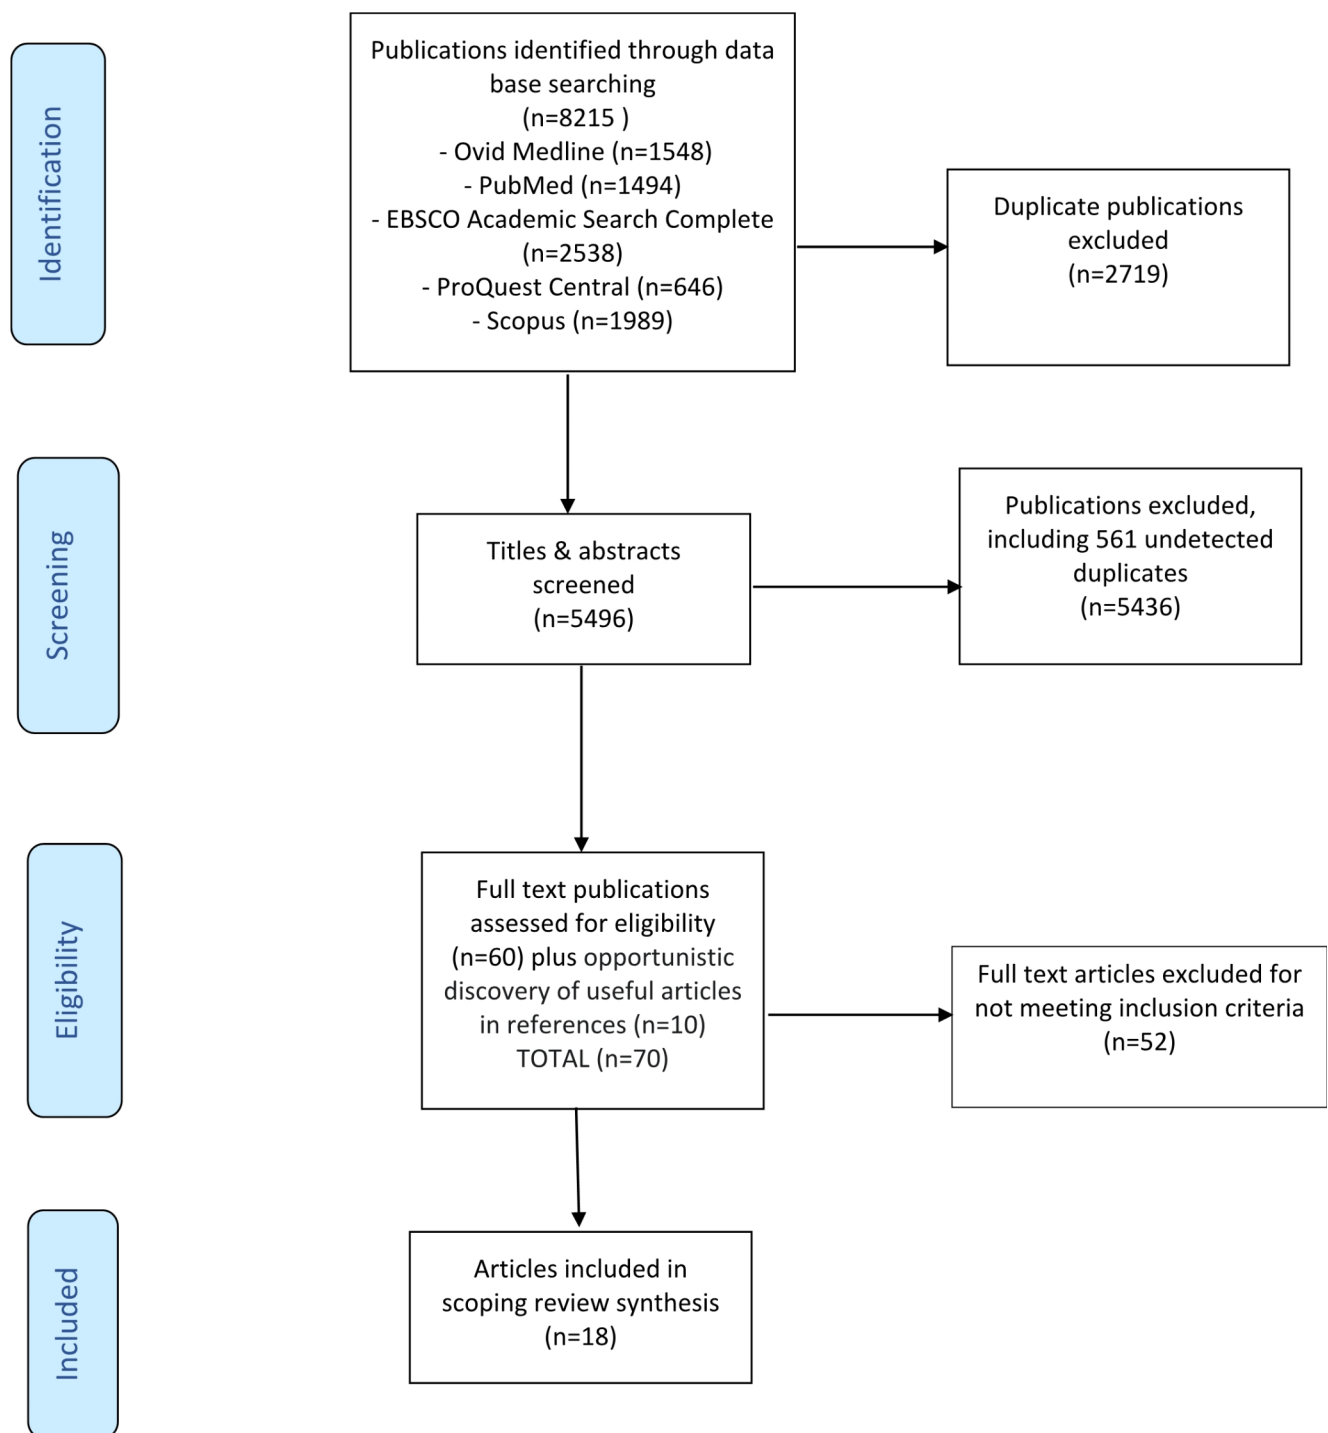 Identification
Publications identified through data
base searching
(n=8215 )
- Ovid Medline (n=1548)
- PubMed (n=1494)
- EBSCO Academic Search Complete
(n=2538)
- ProQuest Central (n=646)
- Scopus (n=1989)
Duplicate publications
excluded
(n=2719)
Screening
Titles & abstracts
screened
(n=5496)
Publications excluded,
including 561 undetected
duplicates
(n=5436)
Eligibility
Full text publications
assessed for eligibility
(n=60) plus opportunistic
discovery of useful articles
in references (n=10)
TOTAL (n=70)
Full text articles excluded for
not meeting inclusion criteria
(n=52)
Included
Articles included in
scoping review synthesis
(n=18)